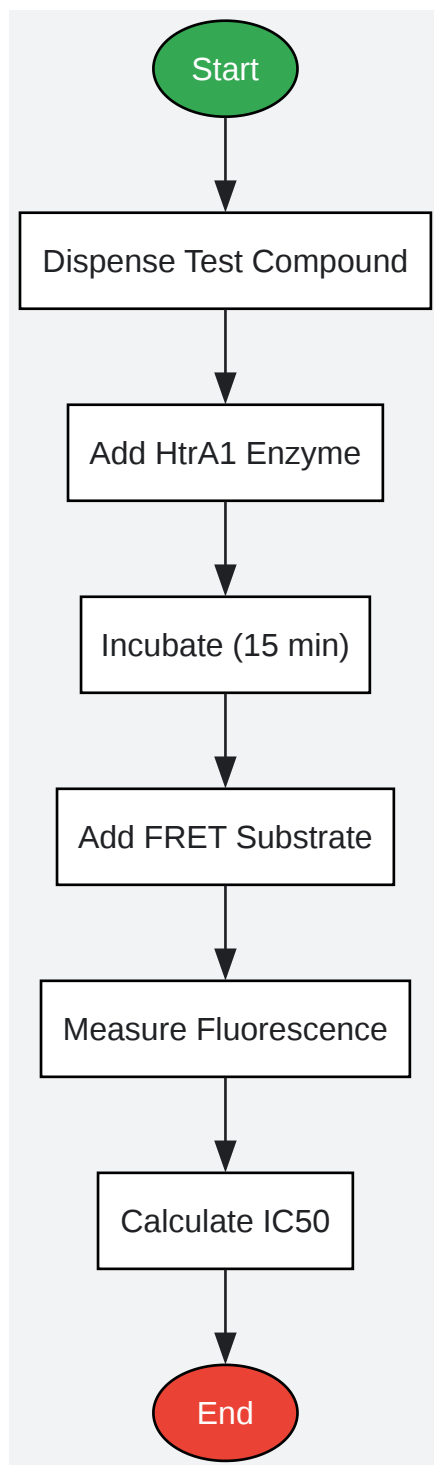 Start
Dispense Test Compound
Add HtrA1 Enzyme
Incubate (15 min)
Add FRET Substrate
Measure Fluorescence
Calculate IC50
End